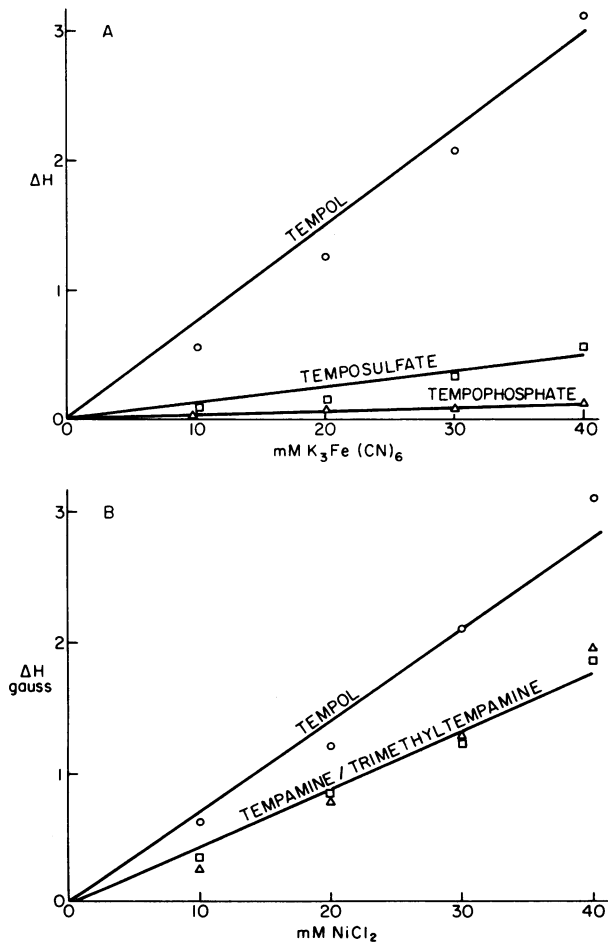 A
3
2
ΔH
1
0
TEMPOL
TEMPOSULFATE
TEMPOPHOSPHATE
0 10 20 30 40
mM K₃Fe (CN)₆
B
3
2
ΔH
gauss
1
0
TEMPOL
TEMPAMINE / TRIMETHYLTEMPAMINE
0 10 20 30 40
mM NiCl₂